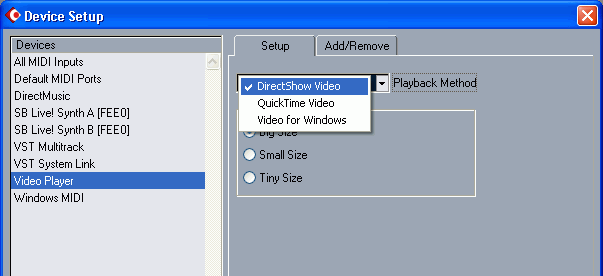 Device Setup
Devices
All MIDI Inputs
Default MIDI Ports
DirectMusic
SB Live! Synth A [FEE0]
SB Live! Synth B [FEE0]
VST Multitrack
VST System Link
Video Player
Windows MIDI
Setup
Add/Remove
Playback Method
DirectShow Video
QuickTime Video
Video for Windows
Big Size
Small Size
Tiny Size